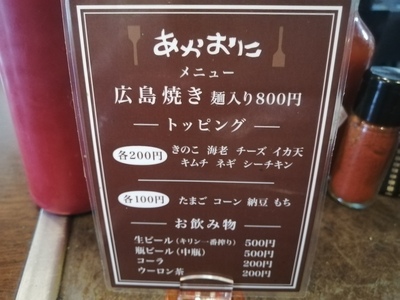 あかおりこ
メニュー
広島焼き 麺入り800円
トッピング
各200円 きのこ 海老 チーズ イカ天
キムチ ネギ シーチキン
各100円 たまご コーン 納豆 もち
お飲み物
生ビール(キリン一番搾り) 500円
瓶ビール(中瓶) 500円
コーラ 200円
ウーロン茶 200円